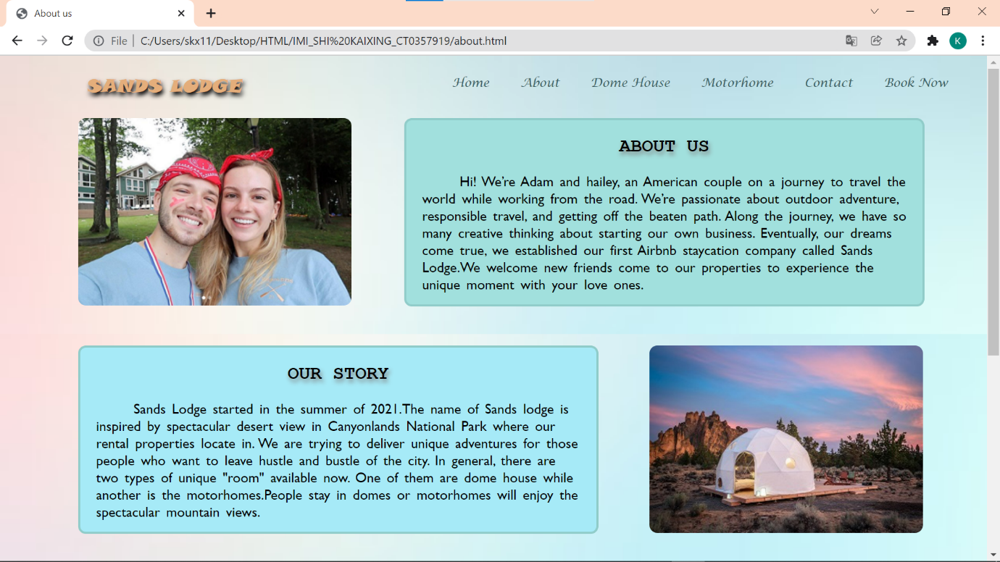 About us
File
C:/Users/skx11/Desktop/HTML/IMI_SHI%20KAIXING_CT0357919/about.html
K
SANDS LODGE
Home About Dome House Motorhome Contact Book Now
ABOUT US
Hi! We're Adam and hailey, an American couple on a journey to travel the
world while working from the road. We're passionate about outdoor adventure,
responsible travel, and getting off the beaten path. Along the journey, we have so
many creative thinking about starting our own business. Eventually, our dreams
come true, we established our first Airbnb staycation company called Sands
Lodge.We welcome new friends come to our properties to experience the
unique moment with your love ones.
OUR STORY
Sands Lodge started in the summer of 2021.The name of Sands lodge is
inspired by spectacular desert view in Canyonlands National Park where our
rental properties locate in. We are trying to deliver unique adventures for those
people who want to leave hustle and bustle of the city. In general, there are
two types of unique "room" available now. One of them are dome house while
another is the motorhomes.People stay in domes or motorhomes will enjoy the
spectacular mountain views.